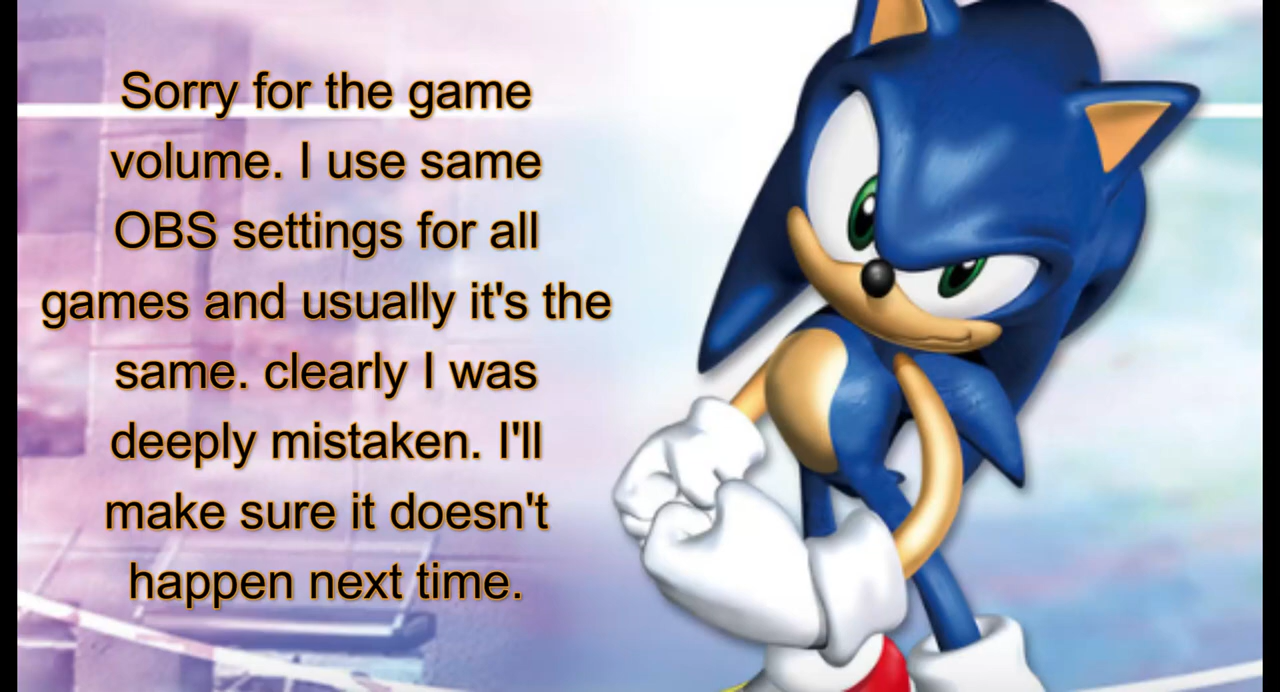 Sorry for the game
volume. I use same
OBS settings for all
games and usually it's the
same. clearly I was
deeply mistaken. I'll
make sure it doesn't
happen next time.